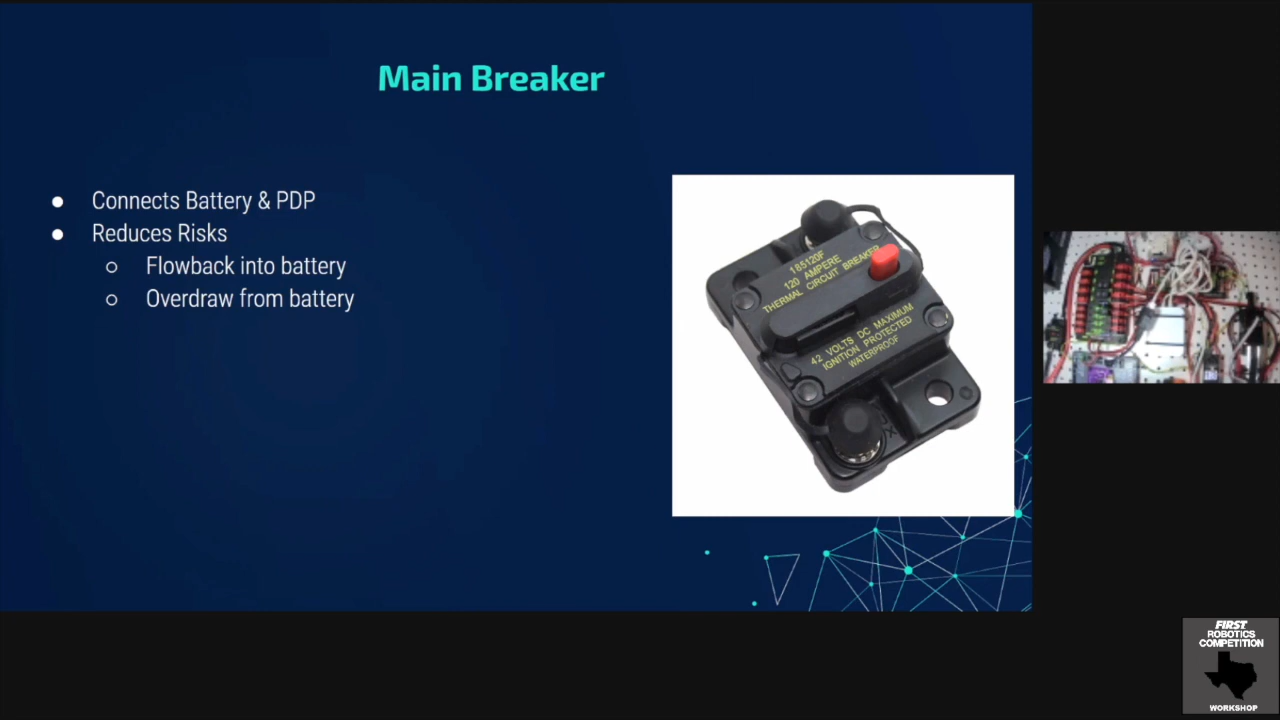 Main Breaker
Connects Battery & PDP
Reduces Risks
Flowback into battery
Overdraw from battery
185120F
120 AMPERE
THERMAL CIRCUIT BREAKER
42 VOLTS DC MAXIMUM
IGNITION PROTECTED
WATERPROOF
FIRST
ROBOTICS
COMPETITION
WORKSHOP